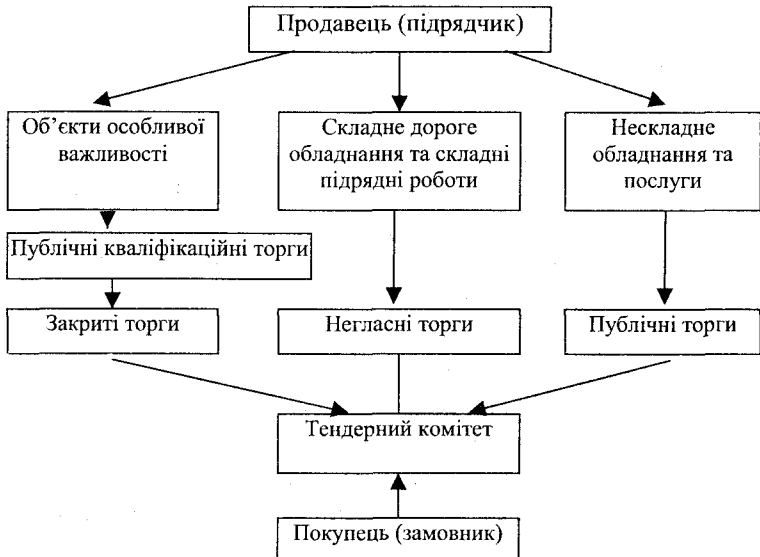 Продавець (підрядчик)
Об’єкти особливої
важливості
Складне дороге
обладнання та складні
підрядні роботи
Нескладне
обладнання та
послуги
Публічні кваліфікаційні торги
Закриті торги
Негласні торги
Публічні торги
Тендерний комітет
Покупець (замовник)